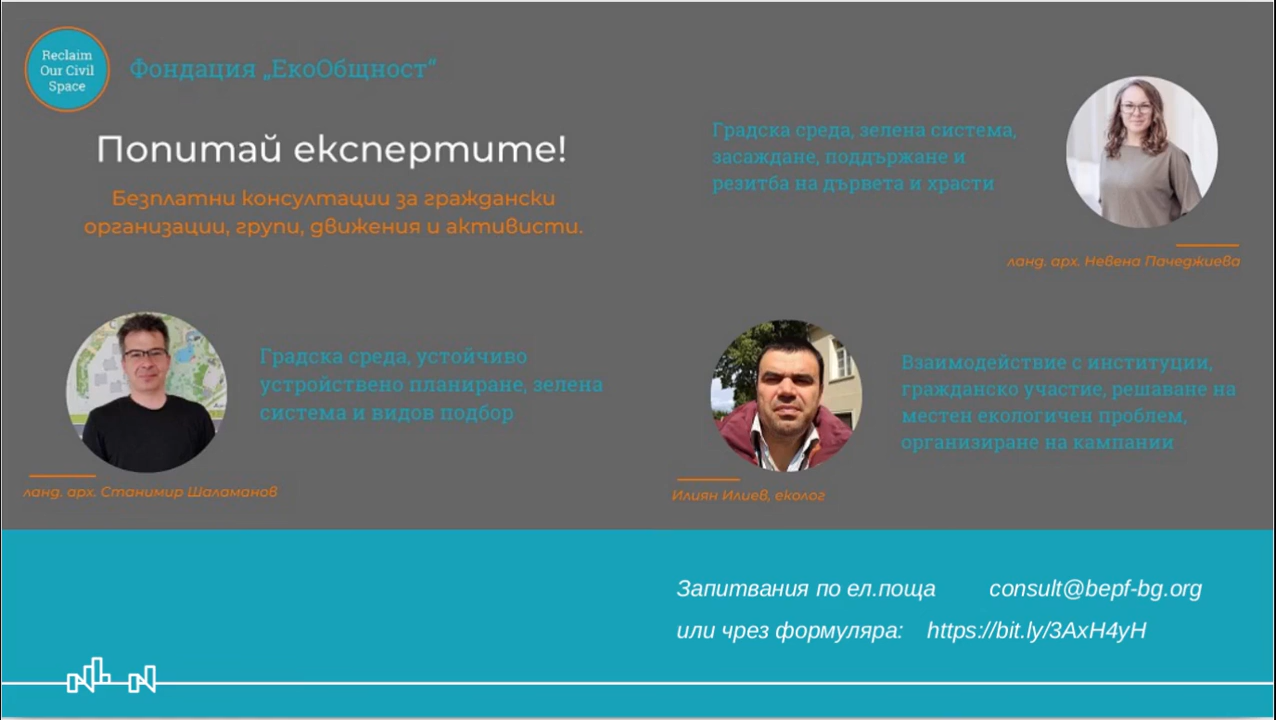 Reclaim
Our Civil
Space
Фондация „ЕкоОбщност“
Попитай експертите!
Безплатни консултации за граждански
организации, групи, движения и активисти.
Градска среда, зелена система,
засаждане, поддържане и
резитба на дървета и храсти
ланд. арх. Невена Пачеджиева
Градска среда, устойчиво
устройствено планиране, зелена
система и видов подбор
ланд. арх. Станимир Шаламанов
Взаимодействие с институции,
гражданско участие, решаване на
местен екологичен проблем,
организиране на кампании
Илиян Илиев, еколог
Запитвания по ел.поща consult@bepf-bg.org
или чрез формуляра: https://bit.ly/3AxH4yH